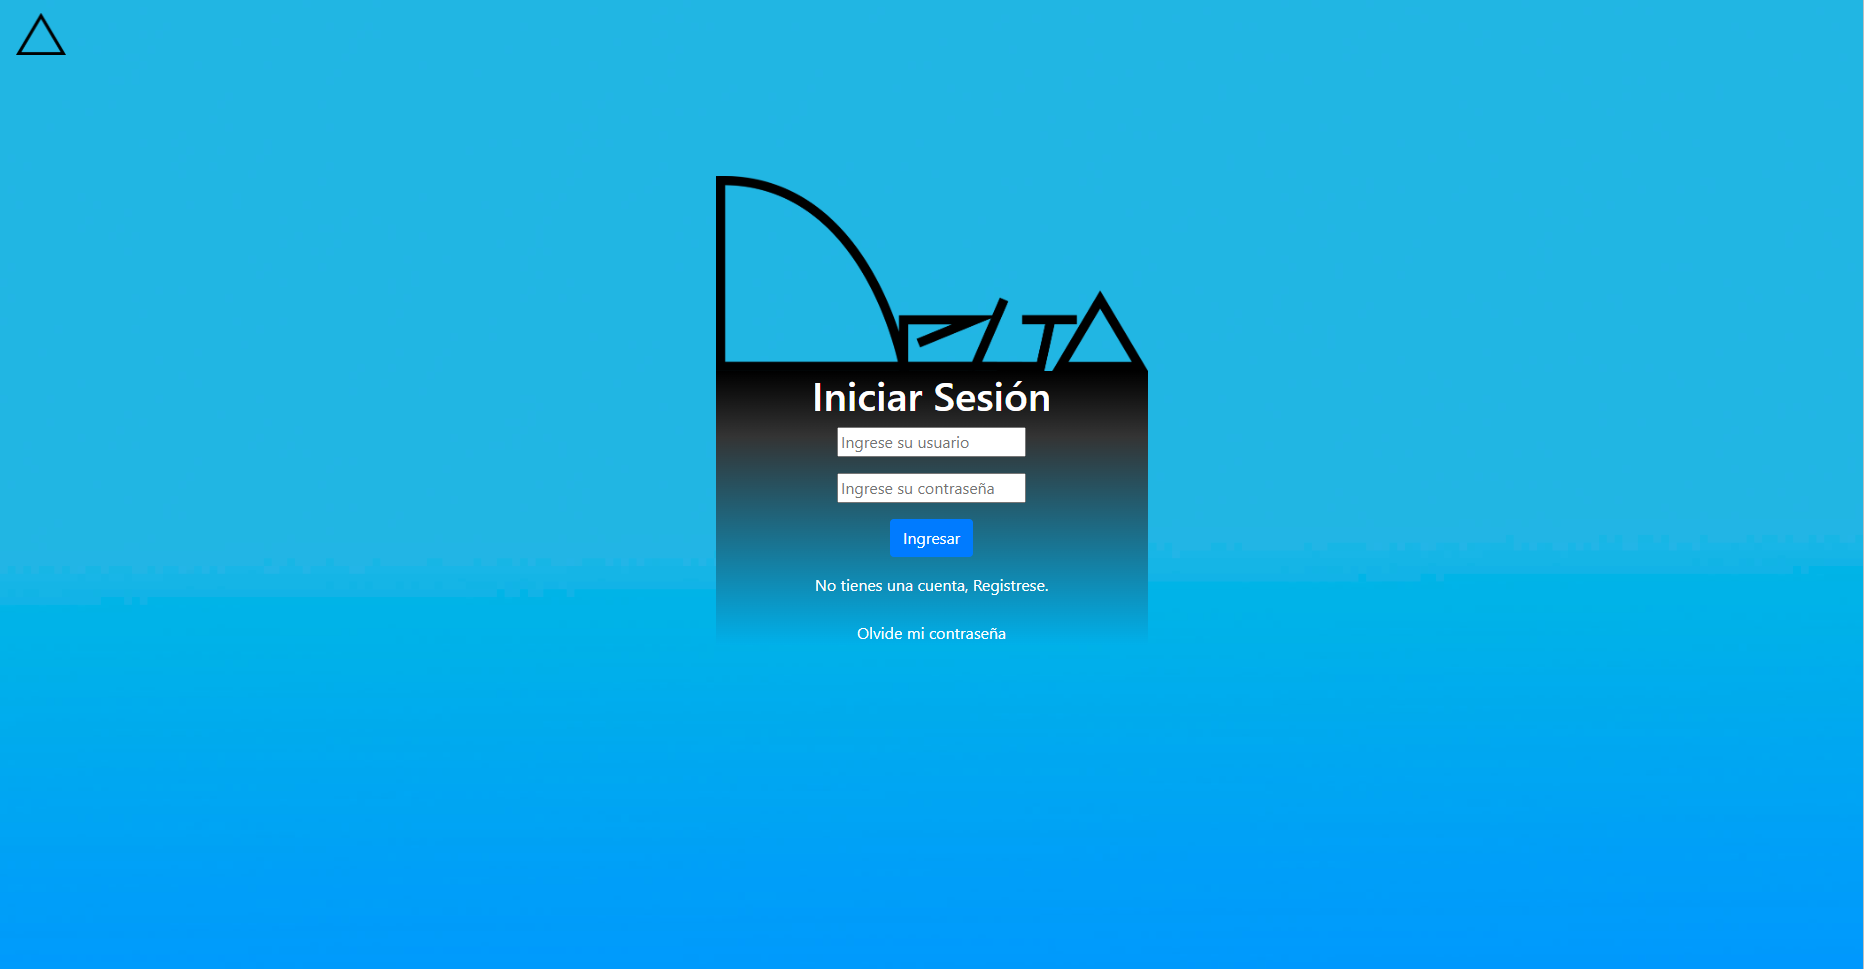 DELTA
Iniciar Sesión
Ingrese su usuario
Ingrese su contraseña
Ingresar
No tienes una cuenta, Registrese.
Olvide mi contraseña